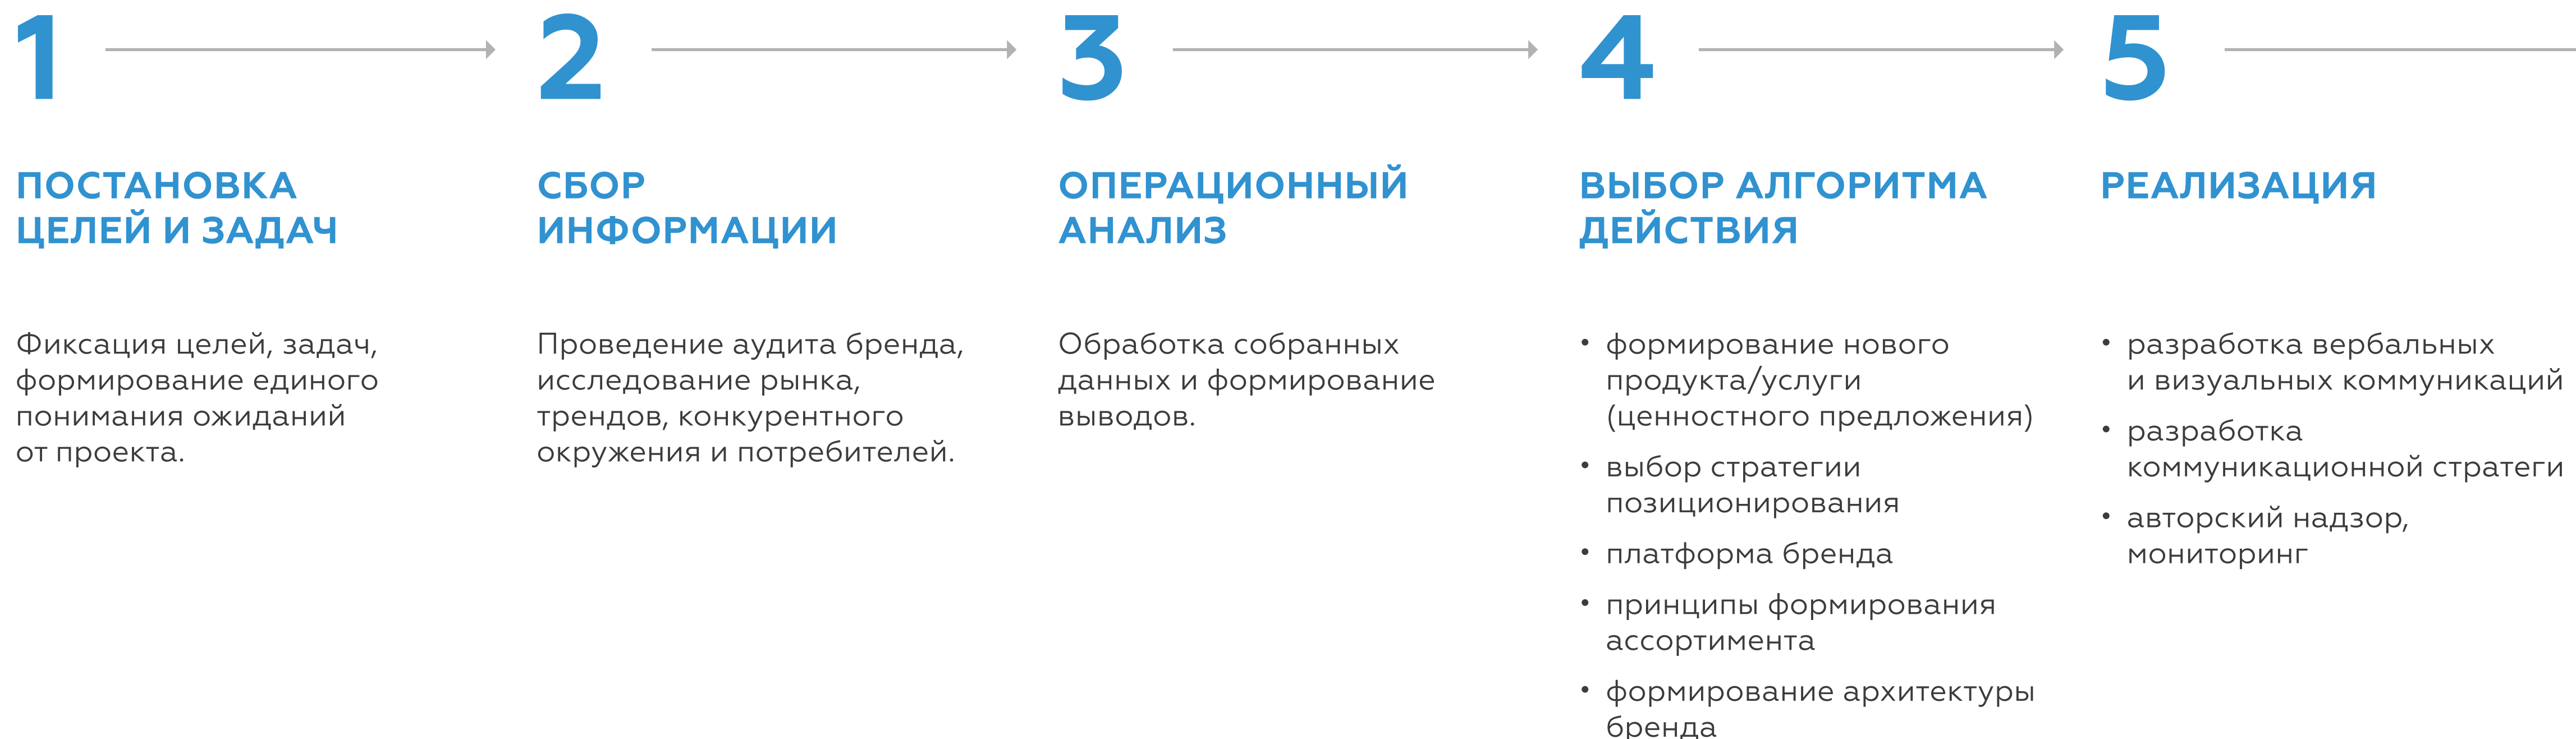 1
ПОСТАНОВКА
ЦЕЛЕЙ И ЗАДАЧ
Фиксация целей, задач,
формирование единого
понимания ожиданий
от проекта.
2
СБОР
ИНФОРМАЦИИ
Проведение аудита бренда,
исследование рынка,
трендов, конкурентного
окружения и потребителей.
3
ОПЕРАЦИОННЫЙ
АНАЛИЗ
Обработка собранных
данных и формирование
выводов.
4
ВЫБОР АЛГОРИТМА
ДЕЙСТВИЯ
• формирование нового
продукта/услуги
(ценностного предложения)
• выбор стратегии
позиционирования
• платформа бренда
• принципы формирования
ассортимента
• формирование архитектуры
бренда
5
РЕАЛИЗАЦИЯ
• разработка вербальных
и визуальных коммуникаций
• разработка
коммуникационной стратеги
• авторский надзор,
мониторинг